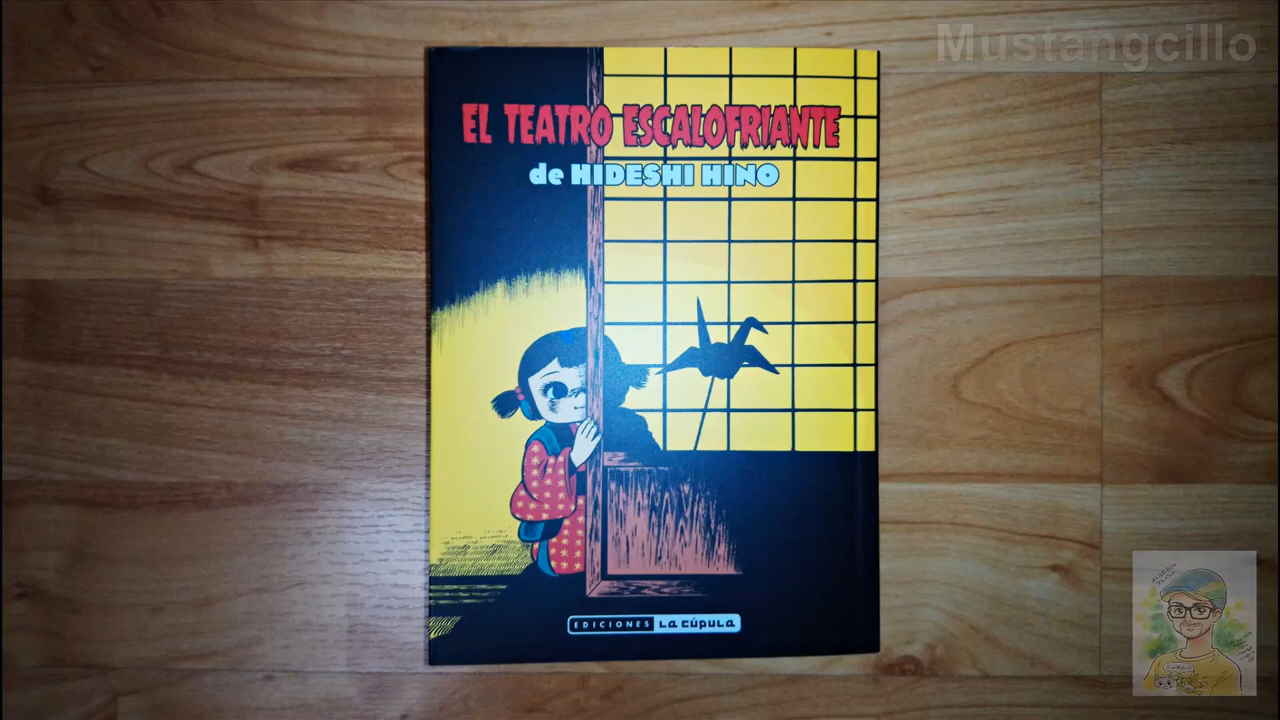 Mustangcillo
EL TEATRO ESCALOFRIANTE
de HIDESHI HINO
EDICIONES LA CÚPULA